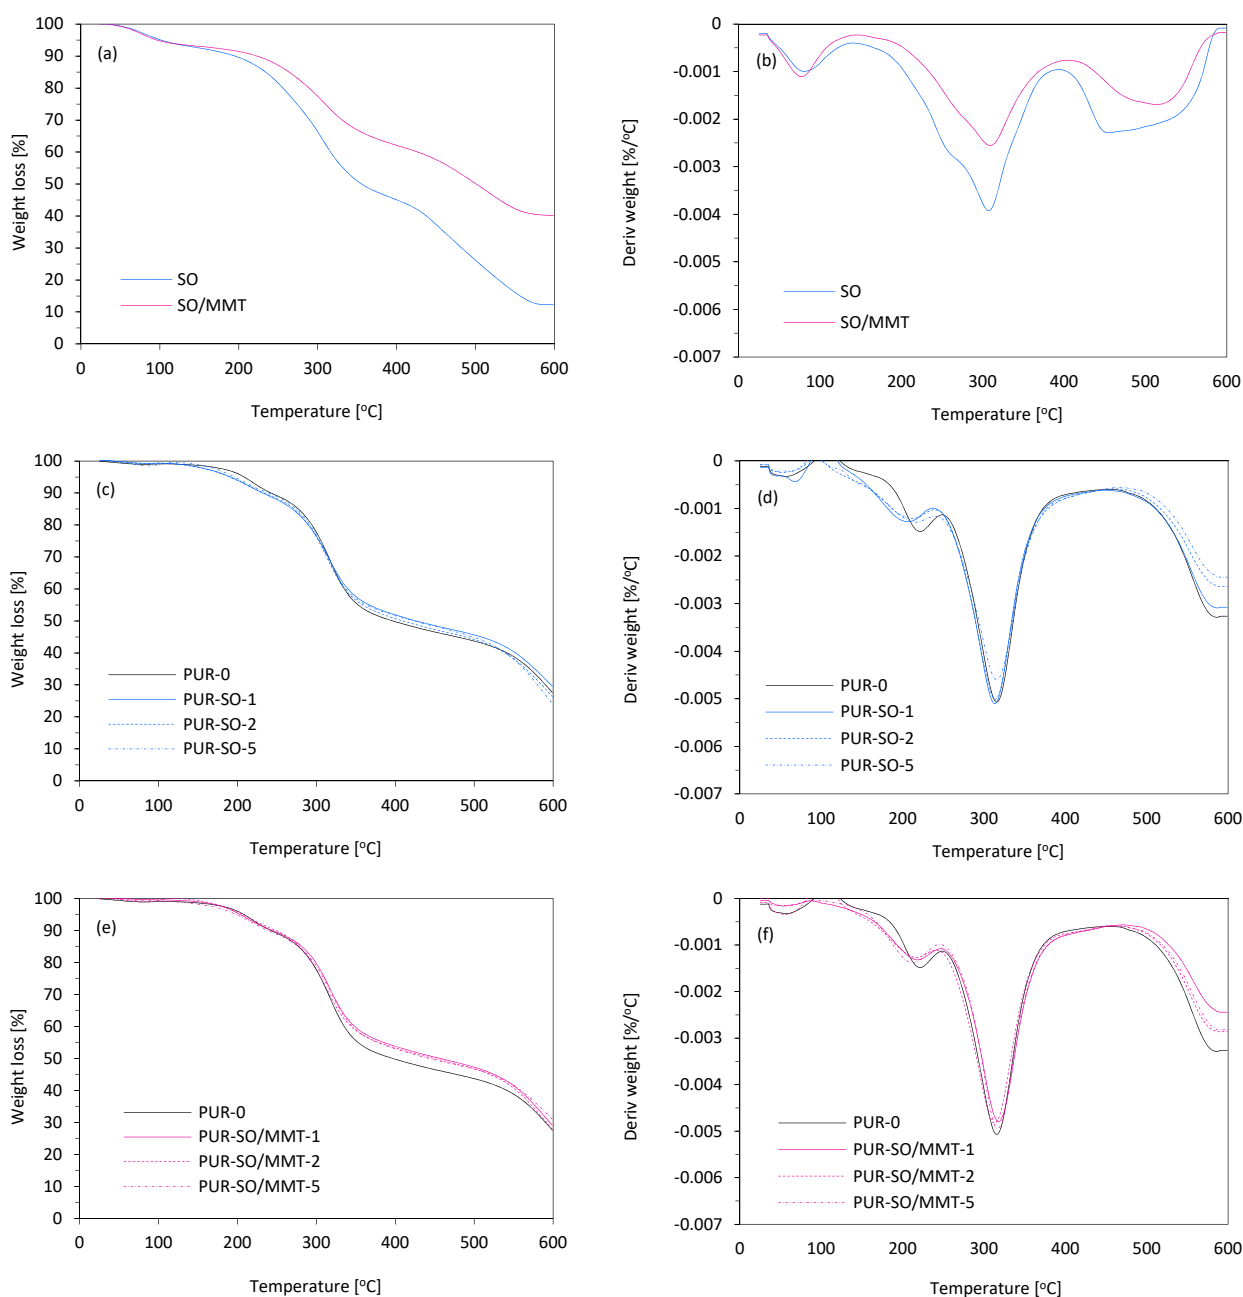 (a)
Weight loss [%]
100
90
80
70
60
50
40
30
20
10
0
SO
SO/MMT
0 100 200 300 400 500 600
Temperature [°C]
(b)
Deriv weight [%/°C]
0
-0.001
-0.002
-0.003
-0.004
-0.005
-0.006
-0.007
SO
SO/MMT
0 100 200 300 400 500 600
Temperature [°C]
(c)
Weight loss [%]
100
90
80
70
60
50
40
30
20
10
0
PUR-0
PUR-SO-1
PUR-SO-2
PUR-SO-5
0 100 200 300 400 500 600
Temperature [°C]
(d)
Deriv weight [%/°C]
0
-0.001
-0.002
-0.003
-0.004
-0.005
-0.006
-0.007
PUR-0
PUR-SO-1
PUR-SO-2
PUR-SO-5
0 100 200 300 400 500 600
Temperature [°C]
(e)
Weight loss [%]
100
90
80
70
60
50
40
30
20
10
0
PUR-0
PUR-SO/MMT-1
PUR-SO/MMT-2
PUR-SO/MMT-5
0 100 200 300 400 500 600
Temperature [°C]
(f)
Deriv weight [%/°C]
0
-0.001
-0.002
-0.003
-0.004
-0.005
-0.006
-0.007
PUR-0
PUR-SO/MMT-1
PUR-SO/MMT-2
PUR-SO/MMT-5
0 100 200 300 400 500 600
Temperature [°C]